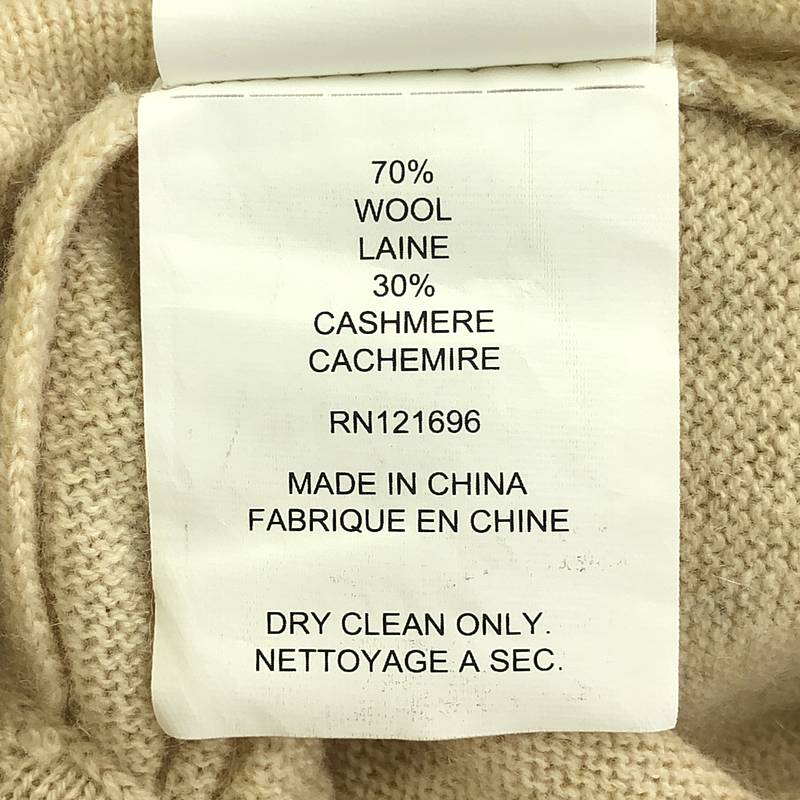 70%
WOOL
LAINE
30%
CASHMERE
CACHEMIRE
RN121696
MADE IN CHINA
FABRIQUE EN CHINE
DRY CLEAN ONLY.
NETTOYAGE A SEC.